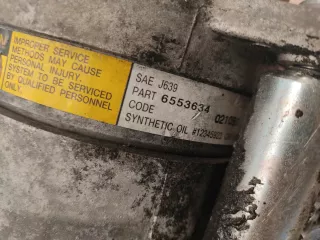 IMPROPER SERVICE
METHODS MAY CAUSE
PERSONAL INJURY.
SYSTEM TO BE SERVICED
BY QUALIFIED PERSONNEL
ONLY.
SAE J639
PART 6553634
CODE
SYNTHETIC OIL